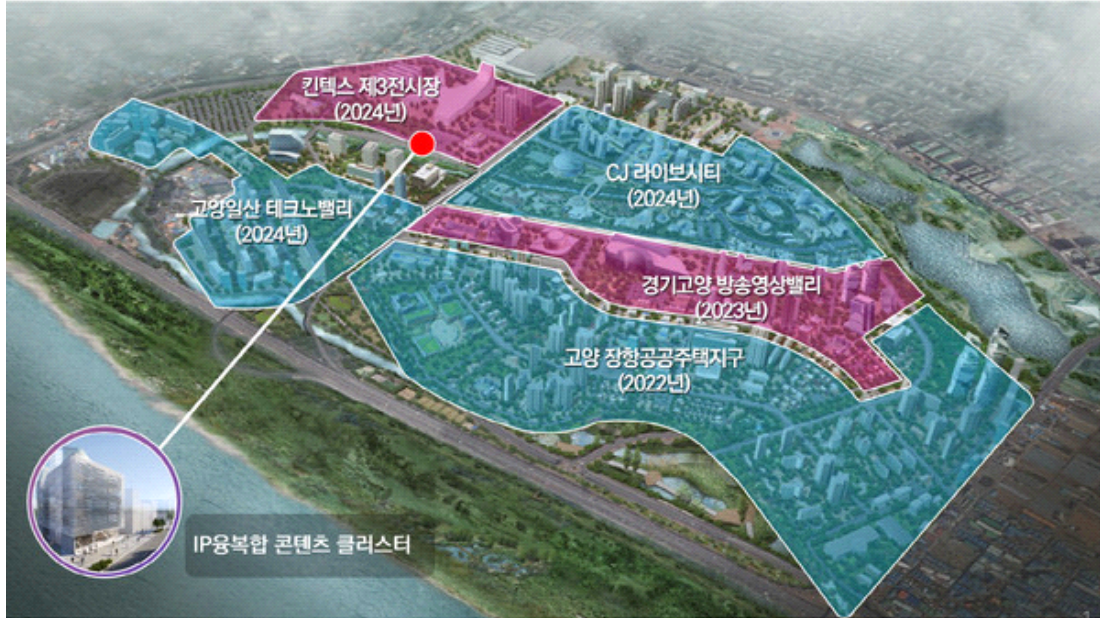 킨텍스 제3전시장
(2024년)
CJ 라이브시티
(2024년)
고양일산 테크노밸리
(2024년)
경기고양 방송영상밸리
(2023년)
고양 장항공공주택지구
(2022년)
IP융복합 콘텐츠 클러스터